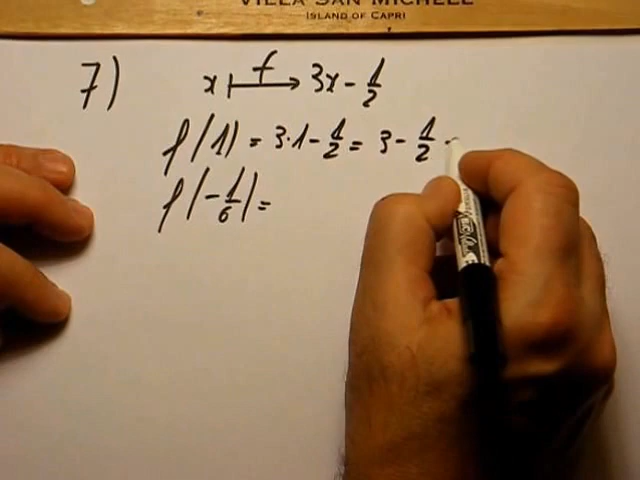 VILLA SAN MICHELE
ISLAND OF CAPRI
7) x ↦ᶠ 3x - 1/2
f(1) = 3·1 - 1/2 = 3 - 1/2 =
f(-1/6) =